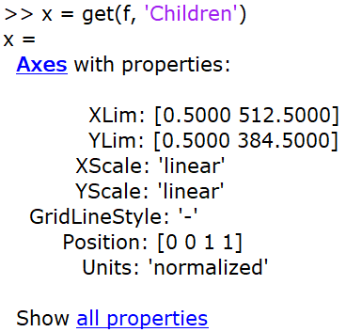 >> x = get(f, 'Children')
x =
Axes with properties:
XLim: [0.5000 512.5000]
YLim: [0.5000 384.5000]
XScale: 'linear'
YScale: 'linear'
GridLineStyle: '-'
Position: [0 0 1 1]
Units: 'normalized'
Show all properties